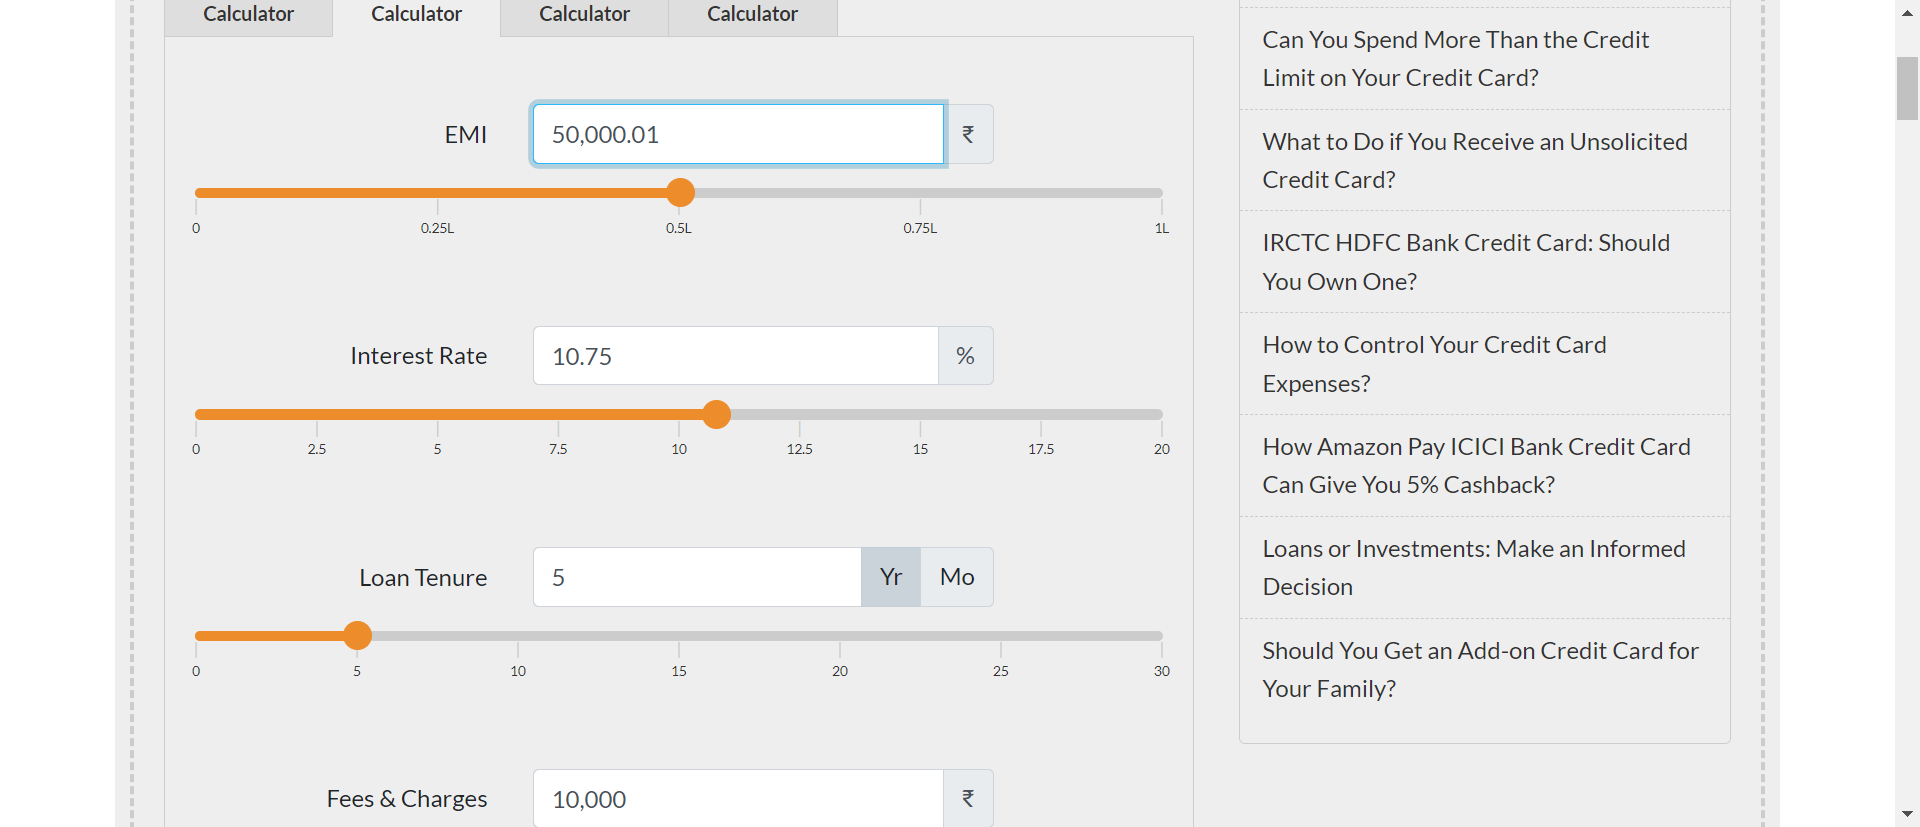 Calculator
Calculator
Calculator
Calculator
EMI
50,000.01
₹
0
0.25L
0.5L
0.75L
1L
Interest Rate
10.75
%
0
2.5
5
7.5
10
12.5
15
17.5
20
Loan Tenure
5
Yr
Mo
0
5
10
15
20
25
30
Fees & Charges
10,000
₹
Can You Spend More Than the Credit
Limit on Your Credit Card?
What to Do if You Receive an Unsolicited
Credit Card?
IRCTC HDFC Bank Credit Card: Should
You Own One?
How to Control Your Credit Card
Expenses?
How Amazon Pay ICICI Bank Credit Card
Can Give You 5% Cashback?
Loans or Investments: Make an Informed
Decision
Should You Get an Add-on Credit Card for
Your Family?